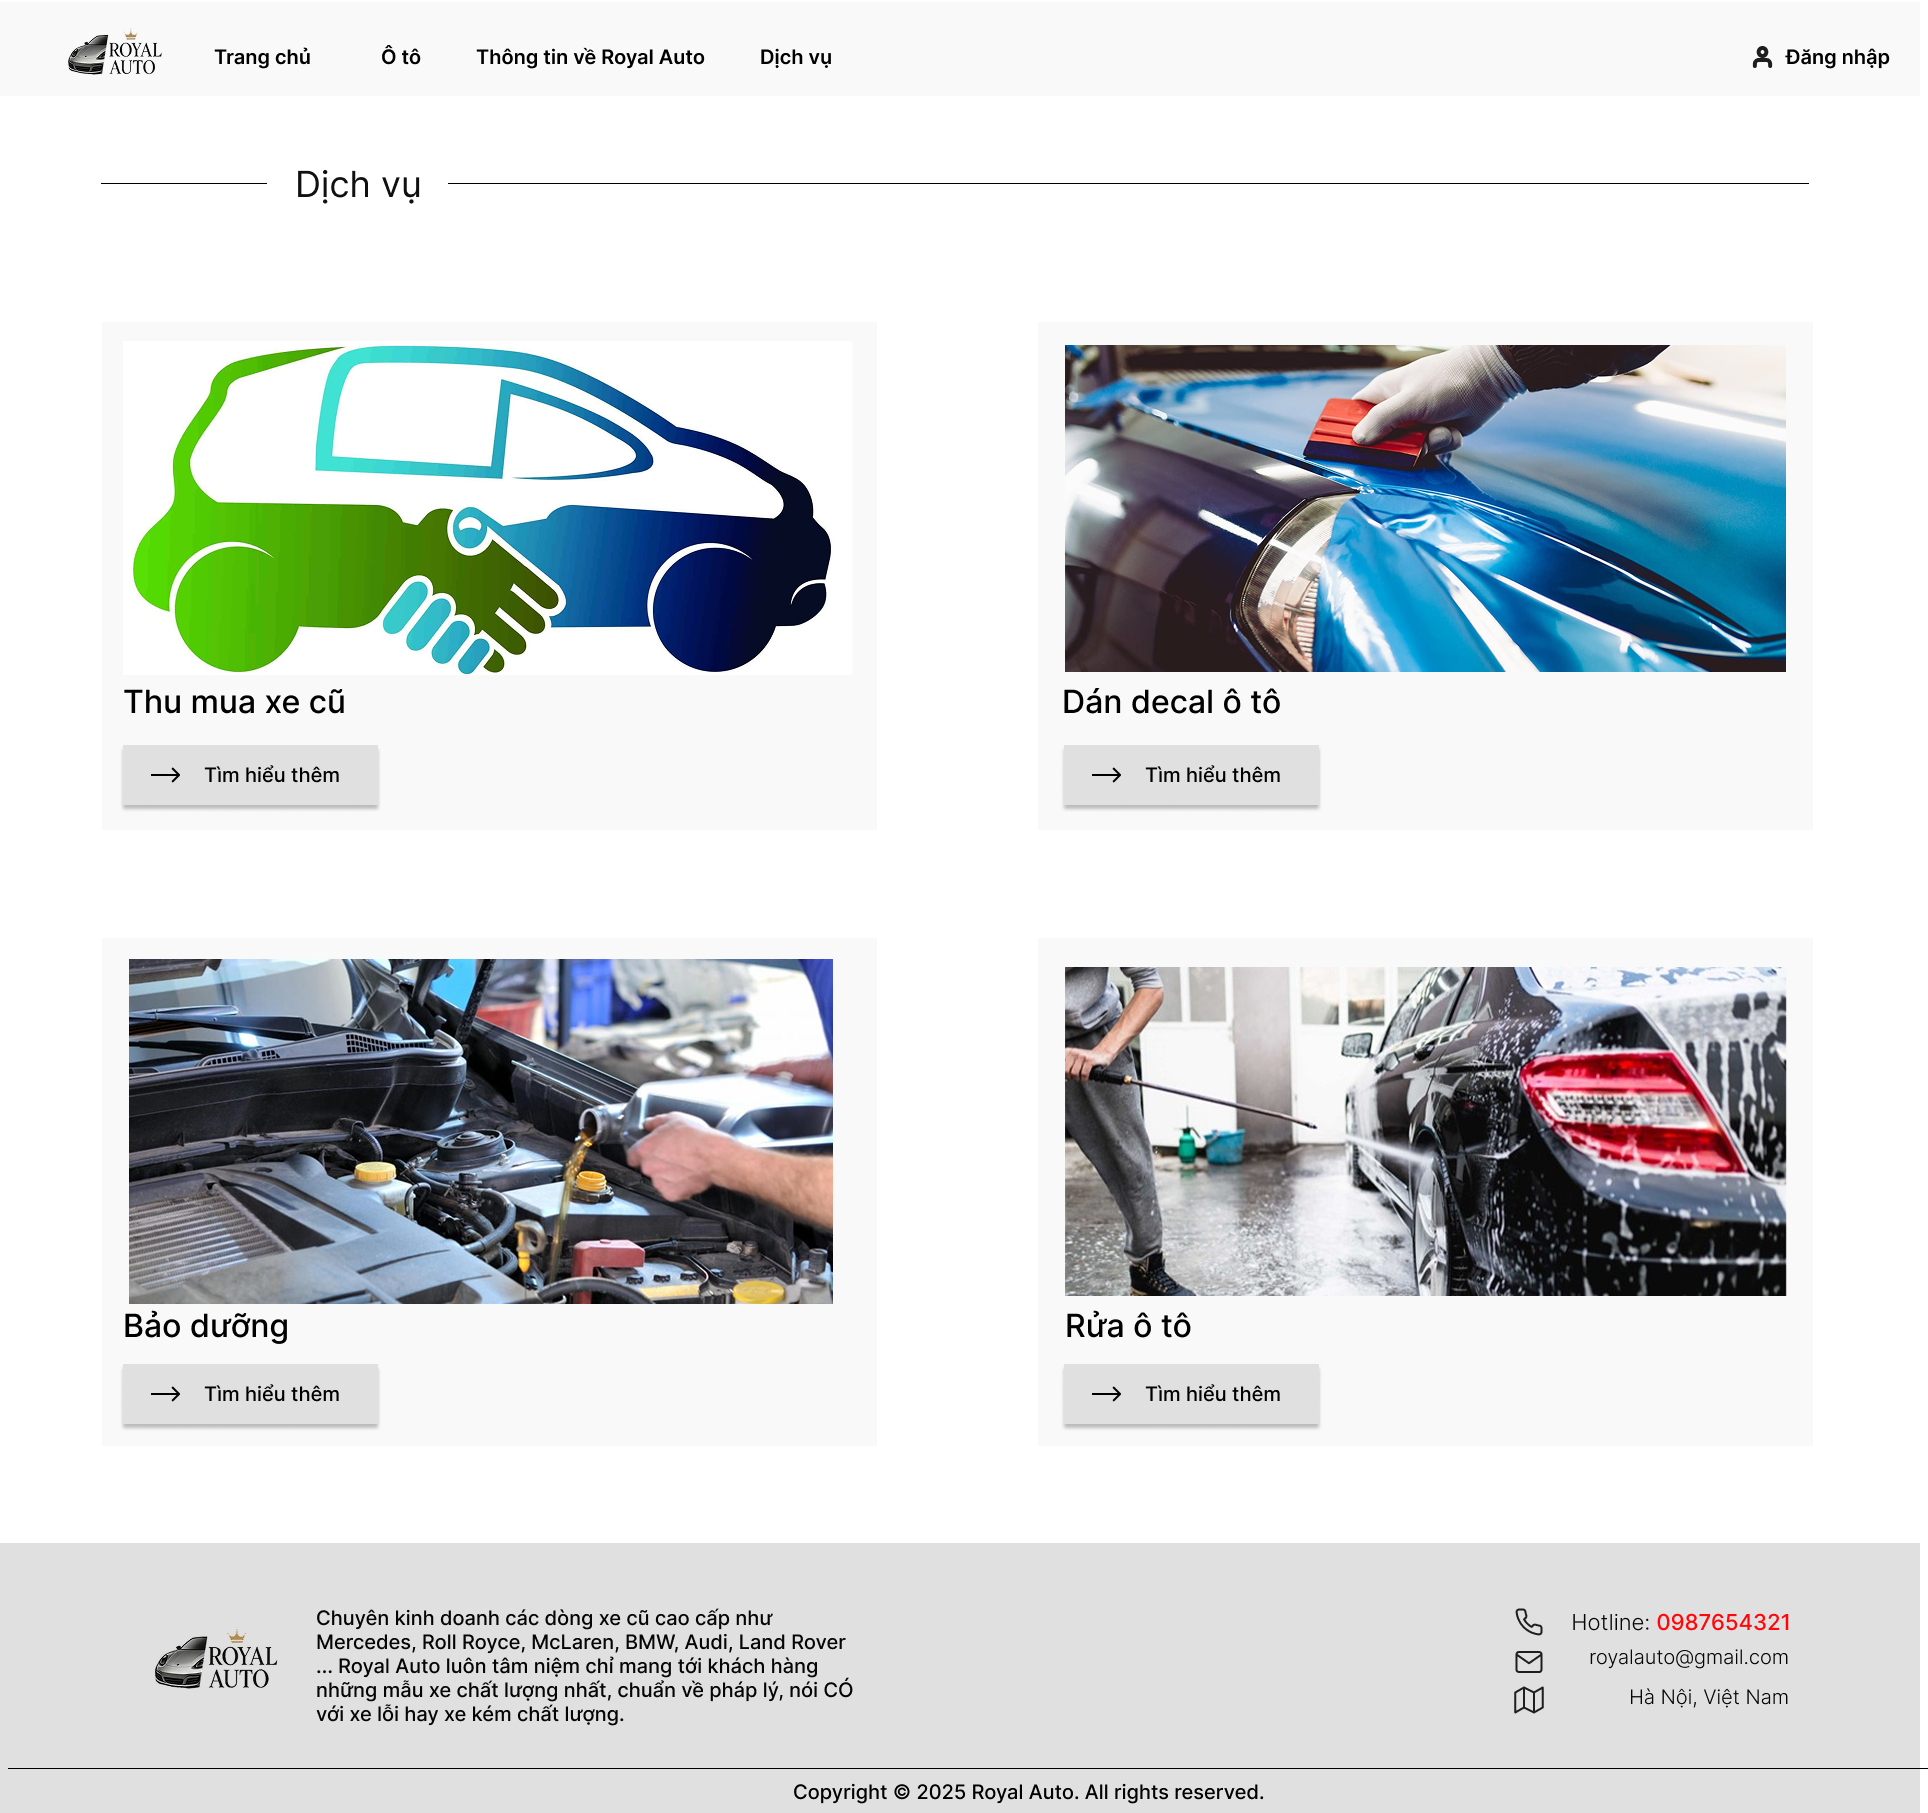 ROYAL
AUTO
Trang chủ
Ô tô
Thông tin về Royal Auto
Dịch vụ
Đăng nhập
Dịch vụ
Thu mua xe cũ
Tìm hiểu thêm
Dán decal ô tô
Tìm hiểu thêm
Bảo dưỡng
Tìm hiểu thêm
Rửa ô tô
Tìm hiểu thêm
ROYAL
AUTO
Chuyên kinh doanh các dòng xe cũ cao cấp như
Mercedes, Roll Royce, McLaren, BMW, Audi, Land Rover
... Royal Auto luôn tâm niệm chỉ mang tới khách hàng
những mẫu xe chất lượng nhất, chuẩn về pháp lý, nói CÓ
với xe lỗi hay xe kém chất lượng.
Hotline: 0987654321
royalauto@gmail.com
Hà Nội, Việt Nam
Copyright © 2025 Royal Auto. All rights reserved.